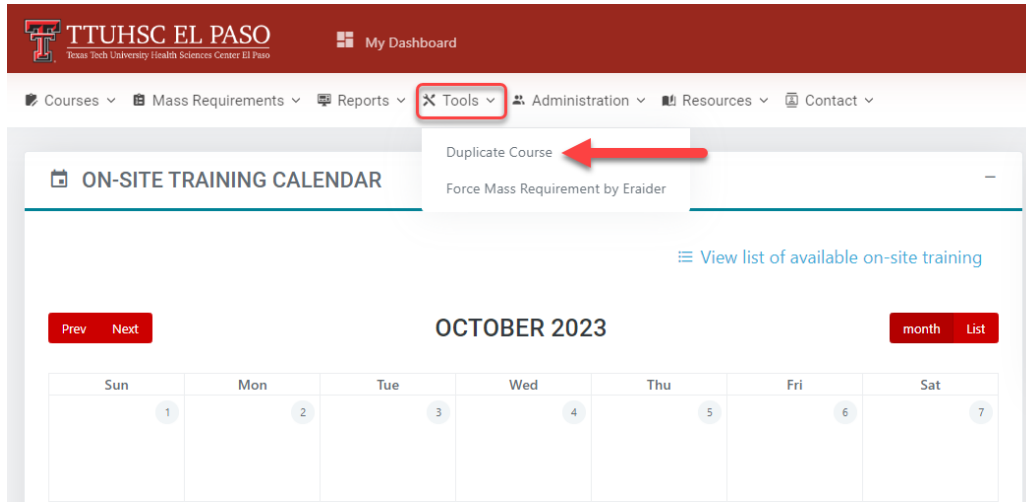 TTUHSC EL PASO
Texas Tech University Health Sciences Center El Paso
My Dashboard
Courses Mass Requirements Reports Tools Administration Resources Contact
Duplicate Course
Force Mass Requirement by Eraider
ON-SITE TRAINING CALENDAR
View list of available on-site training
Prev Next
OCTOBER 2023
month List
Sun Mon Tue Wed Thu Fri Sat
1 2 3 4 5 6 7